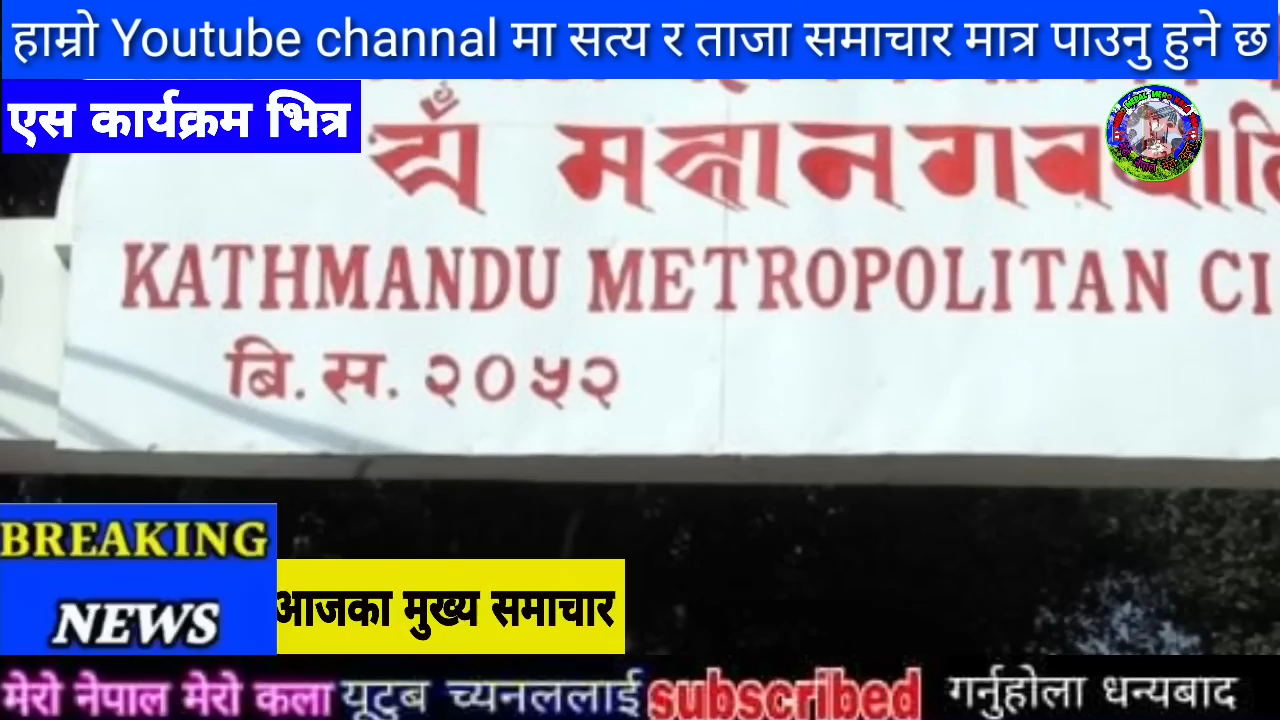 हाम्रो Youtube channal मा सत्य र ताजा समाचार मात्र पाउनु हुने छ
एस कार्यक्रम भित्र
KATHMANDU METROPOLITAN CI
बि.स. २०५२
BREAKING
NEWS
आजका मुख्य समाचार
मेरो नेपाल मेरो कला यूटुब च्यनललाई subscribed गर्नुहोला धन्यबाद